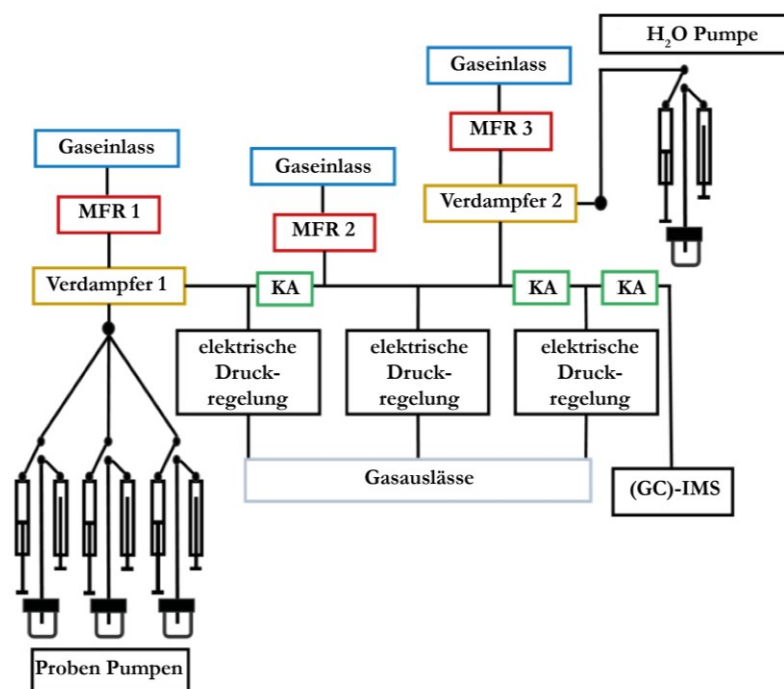 H₂O Pumpe
Gaseinlass
MFR 3
Gaseinlass
Gaseinlass
MFR 1
MFR 2
Verdampfer 2
Verdampfer 1
KA
KA
KA
elektrische
Druck-
regelung
elektrische
Druck-
regelung
elektrische
Druck-
regelung
Gasauslässe
(GC)-IMS
Proben Pumpen